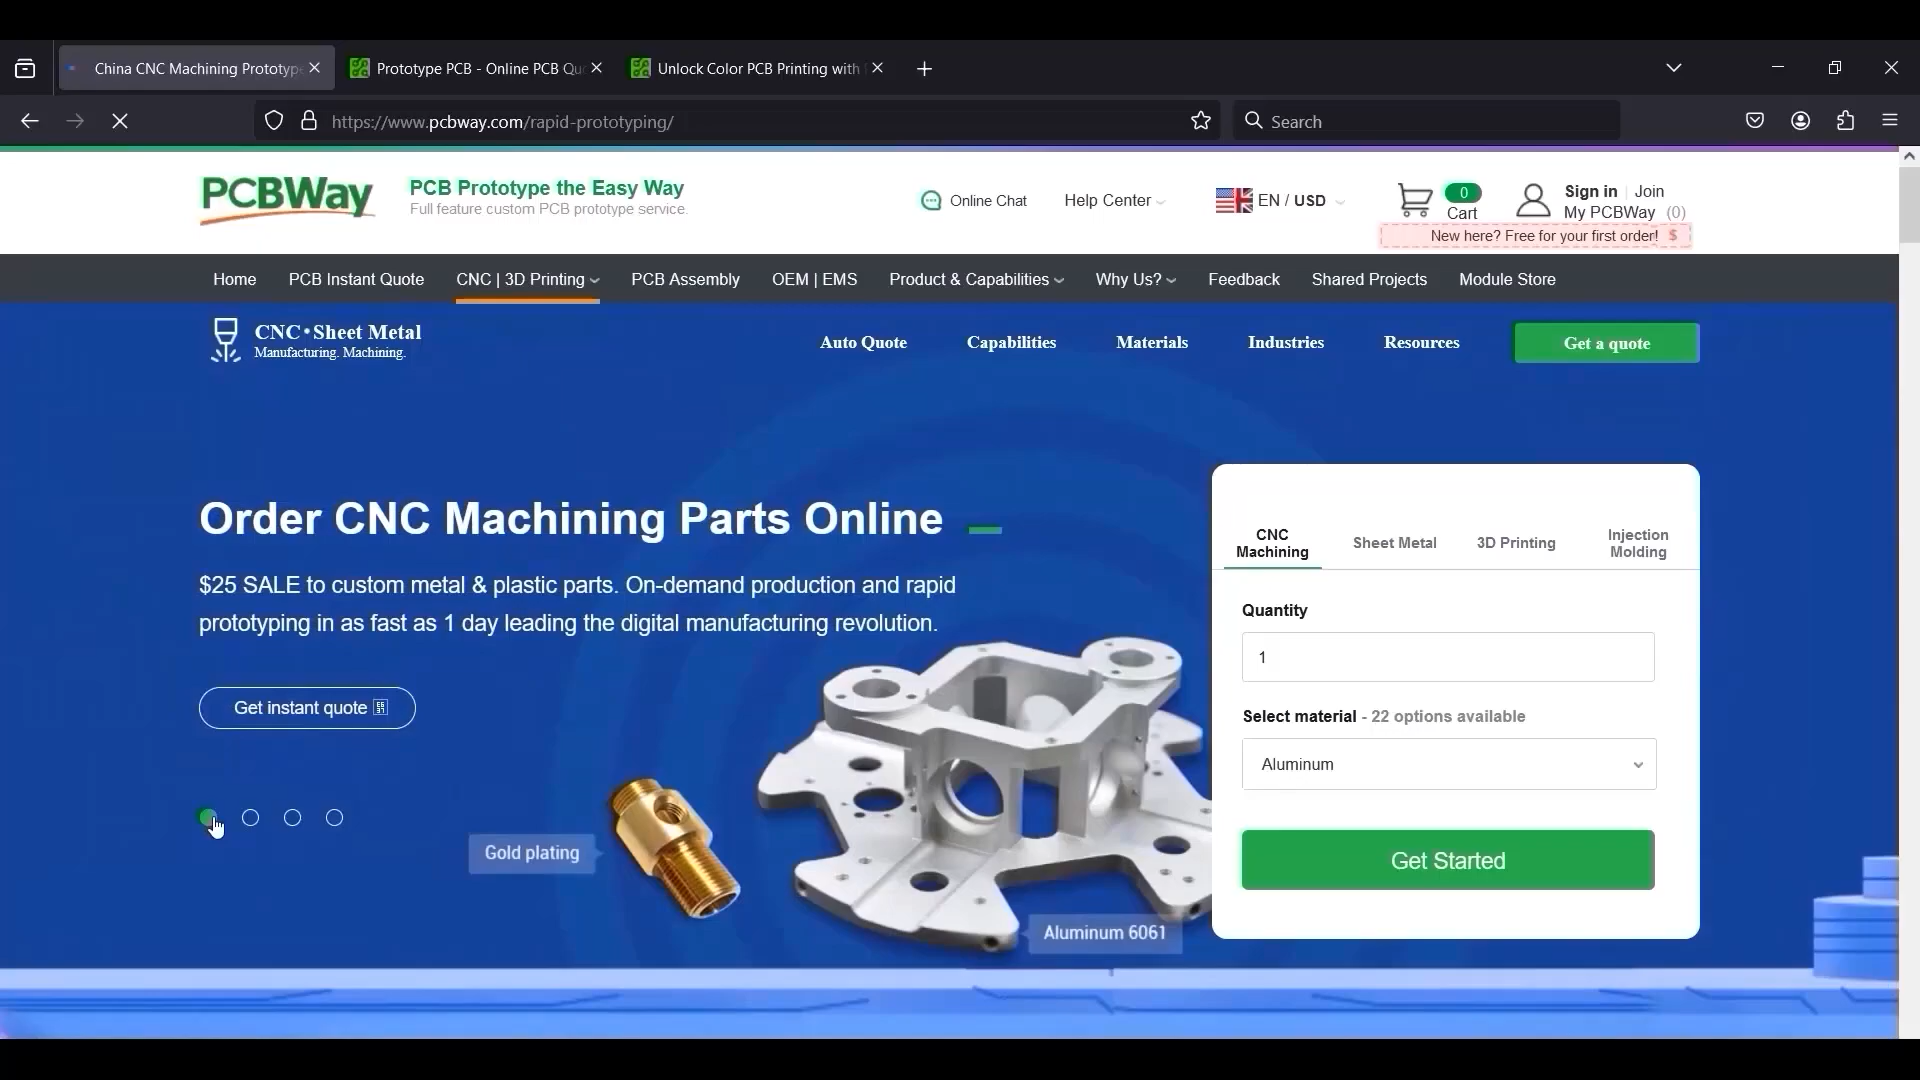 China CNC Machining Prototype
Prototype PCB - Online PCB Quo
Unlock Color PCB Printing with
https://www.pcbway.com/rapid-prototyping/
Search
PCBWay
PCB Prototype the Easy Way
Full feature custom PCB prototype service.
Online Chat
Help Center
EN / USD
0
Cart
Sign in | Join
My PCBWay (0)
New here? Free for your first order! $
Home
PCB Instant Quote
CNC | 3D Printing
PCB Assembly
OEM | EMS
Product & Capabilities
Why Us?
Feedback
Shared Projects
Module Store
CNC•Sheet Metal
Manufacturing. Machining.
Auto Quote
Capabilities
Materials
Industries
Resources
Get a quote
Order CNC Machining Parts Online
$25 SALE to custom metal & plastic parts. On-demand production and rapid
prototyping in as fast as 1 day leading the digital manufacturing revolution.
Get instant quote
Gold plating
Aluminum 6061
CNC
Machining
Sheet Metal
3D Printing
Injection
Molding
Quantity
1
Select material - 22 options available
Aluminum
Get Started